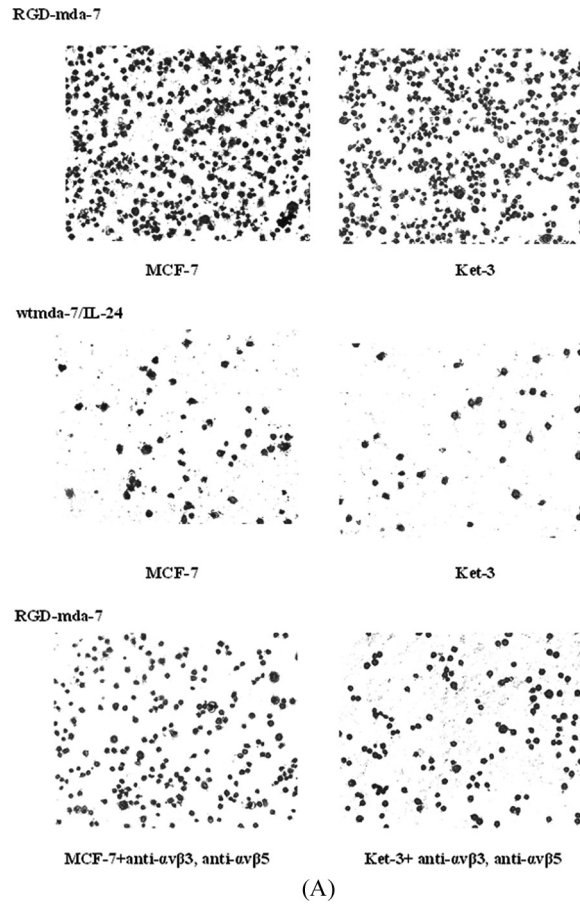 RGD-mda-7
MCF-7 Ket-3
wtmda-7/IL-24
MCF-7 Ket-3
RGD-mda-7
MCF-7+anti-αvβ3, anti-αvβ5 Ket-3+ anti-αvβ3, anti-αvβ5
(A)